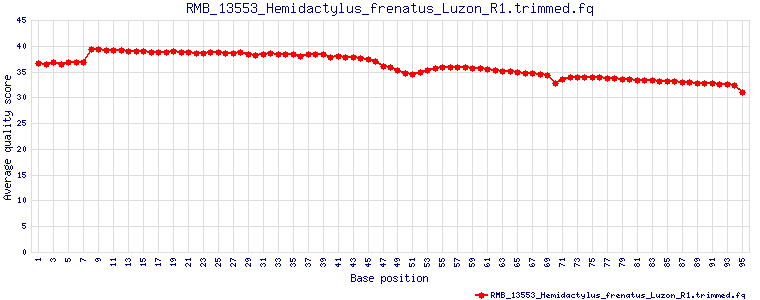 RMB_13553_Hemidactylus_frenatus_Luzon_R1.trimmed.fq
45
40
35
30
25
20
15
10
5
0
Average quality score
1 3 5 7 9 11 13 15 17 19 21 23 25 27 29 31 33 35 37 39 41 43 45 47 49 51 53 55 57 59 61 63 65 67 69 71 73 75 77 79 81 83 85 87 89 91 93 95
Base position
RMB_13553_Hemidactylus_frenatus_Luzon_R1.trimmed.fq